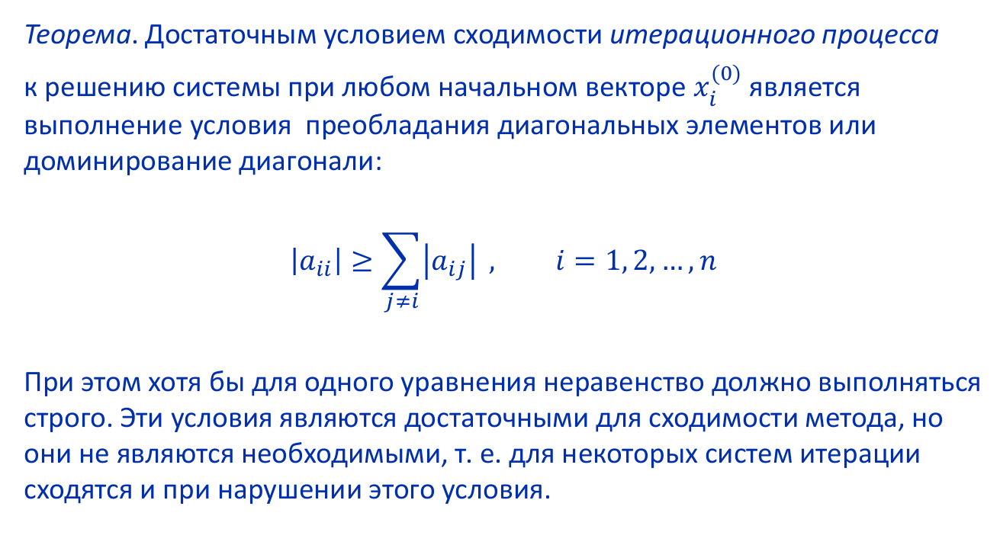 Теорема. Достаточным условием сходимости итерационного процесса
к решению системы при любом начальном векторе $x_i^{(0)}$ является
выполнение условия  преобладания диагональных элементов или
доминирование диагонали:
$|a_{ii}| \geq \sum_{j \neq i} |a_{ij}| , \quad i = 1, 2, \ldots, n$
При этом хотя бы для одного уравнения неравенство должно выполняться
строго. Эти условия являются достаточными для сходимости метода, но
они не являются необходимыми, т. е. для некоторых систем итерации
сходятся и при нарушении этого условия.